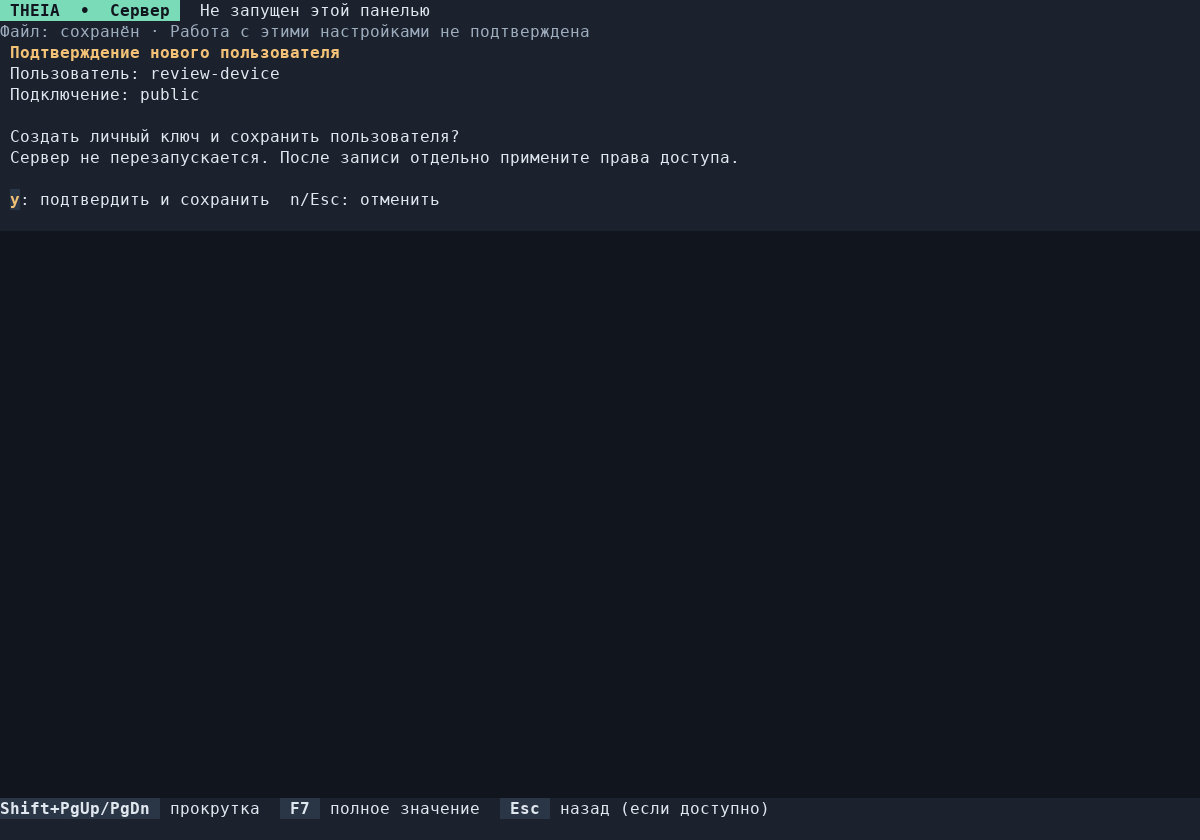 THEIA • Сервер Не запущен этой панелью
Файл: сохранён · Работа с этими настройками не подтверждена
Подтверждение нового пользователя
Пользователь: review-device
Подключение: public
Создать личный ключ и сохранить пользователя?
Сервер не перезапускается. После записи отдельно примените права доступа.
y: подтвердить и сохранить n/Esc: отменить
Shift+PgUp/PgDn прокрутка F7 полное значение Esc назад (если доступно)